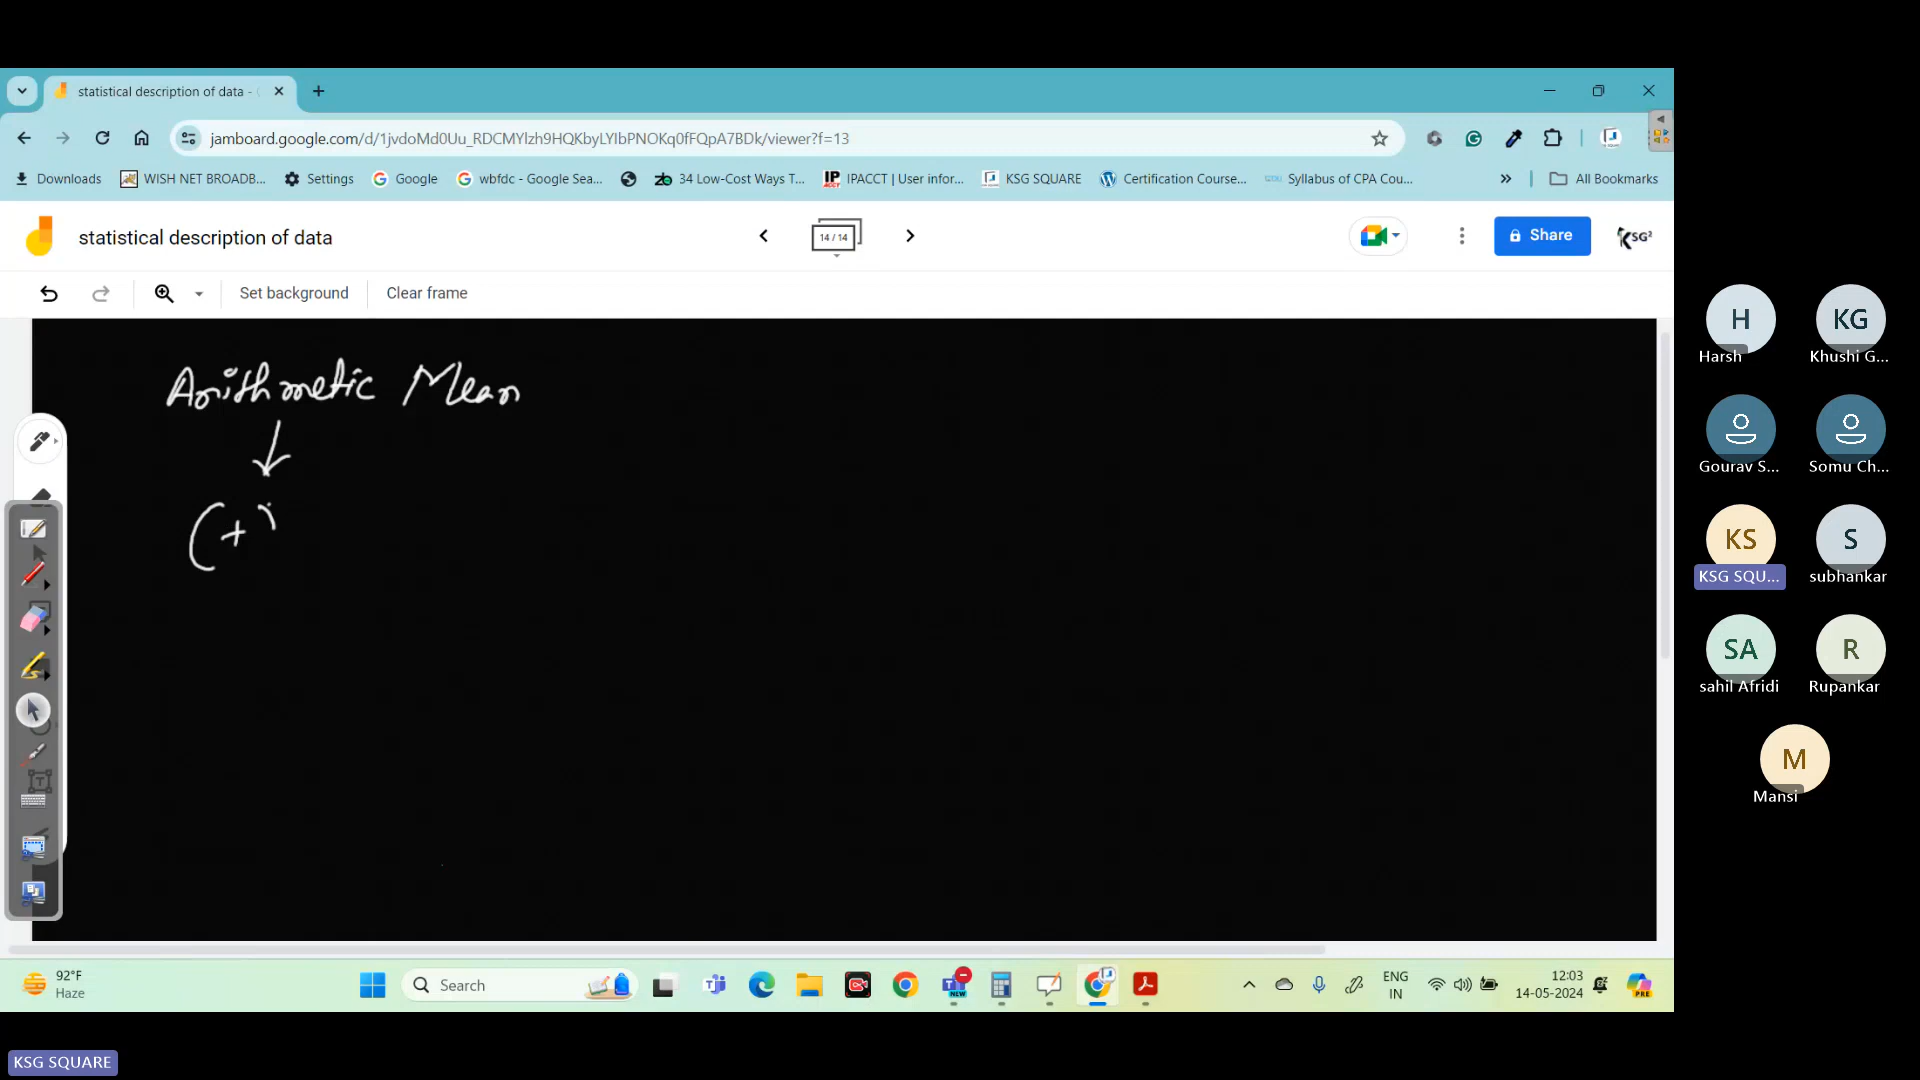 statistical description of data - (
jamboard.google.com/d/1jvdoMd0Uu_RDCMYlzh9HQKbyLYIbPNOKq0fFQpA7BDk/viewer?f=13
Downloads WISH NET BROADB... Settings Google wbfdc - Google Sea... 34 Low-Cost Ways T... IP IPACCT | User infor... KSG SQUARE Certification Course... Syllabus of CPA Cou... » All Bookmarks
statistical description of data 14 / 14 Share KSG²
Set background Clear frame
Arithmetic Mean
(+
H KG
Harsh Khushi G...
Gourav S... Somu Ch...
KS S
KSG SQU... subhankar
SA R
sahil Afridi Rupankar
M
Mansi
92°F
Haze
Search
NEW
ENG
IN
12:03
14-05-2024
PRE
KSG SQUARE